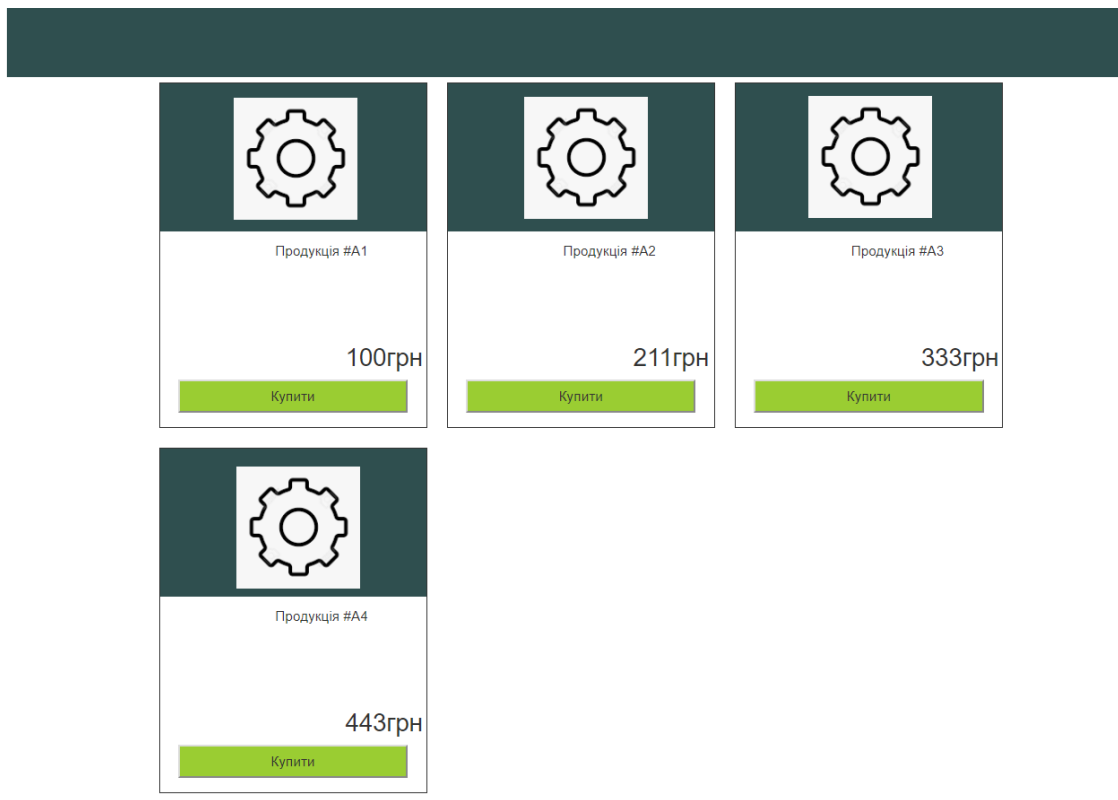 Продукція #A1
100грн
Купити
Продукція #A2
211грн
Купити
Продукція #A3
333грн
Купити
Продукція #A4
443грн
Купити